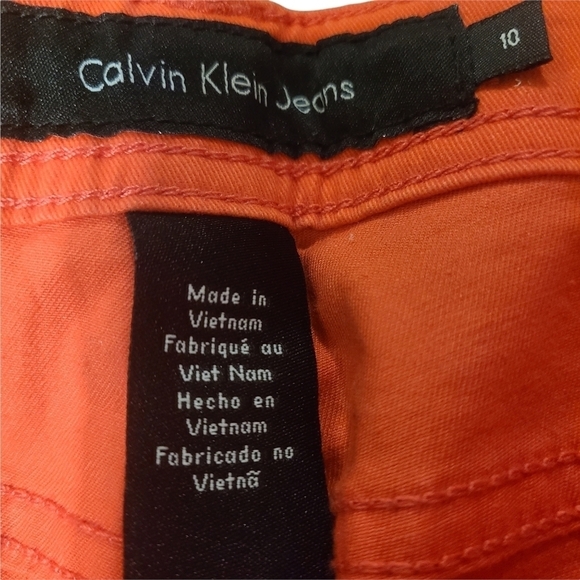 Calvin Klein Jeans
10
Made in
Vietnam
Fabriqué au
Viet Nam
Hecho en
Vietnam
Fabricado no
Vietnã